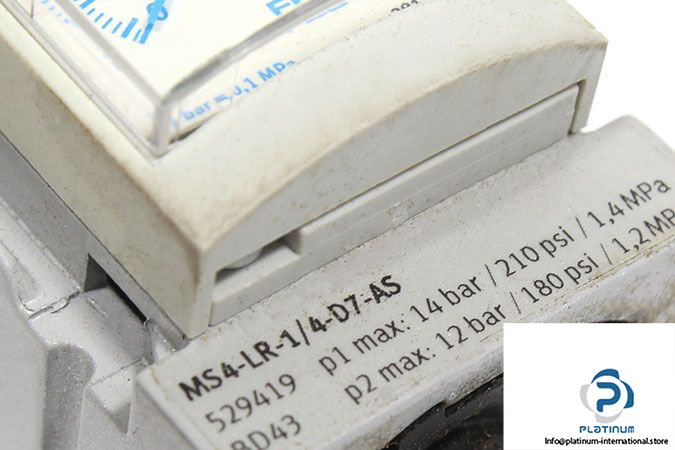 1 bar = 0,1 MPa
MS4-LR-1/4-D7-AS
529419 p1 max: 14 bar / 210 psi / 1,4 MPa
BD43 p2 max: 12 bar / 180 psi / 1,2 MP
PLATINUM
info@platinum-international.store